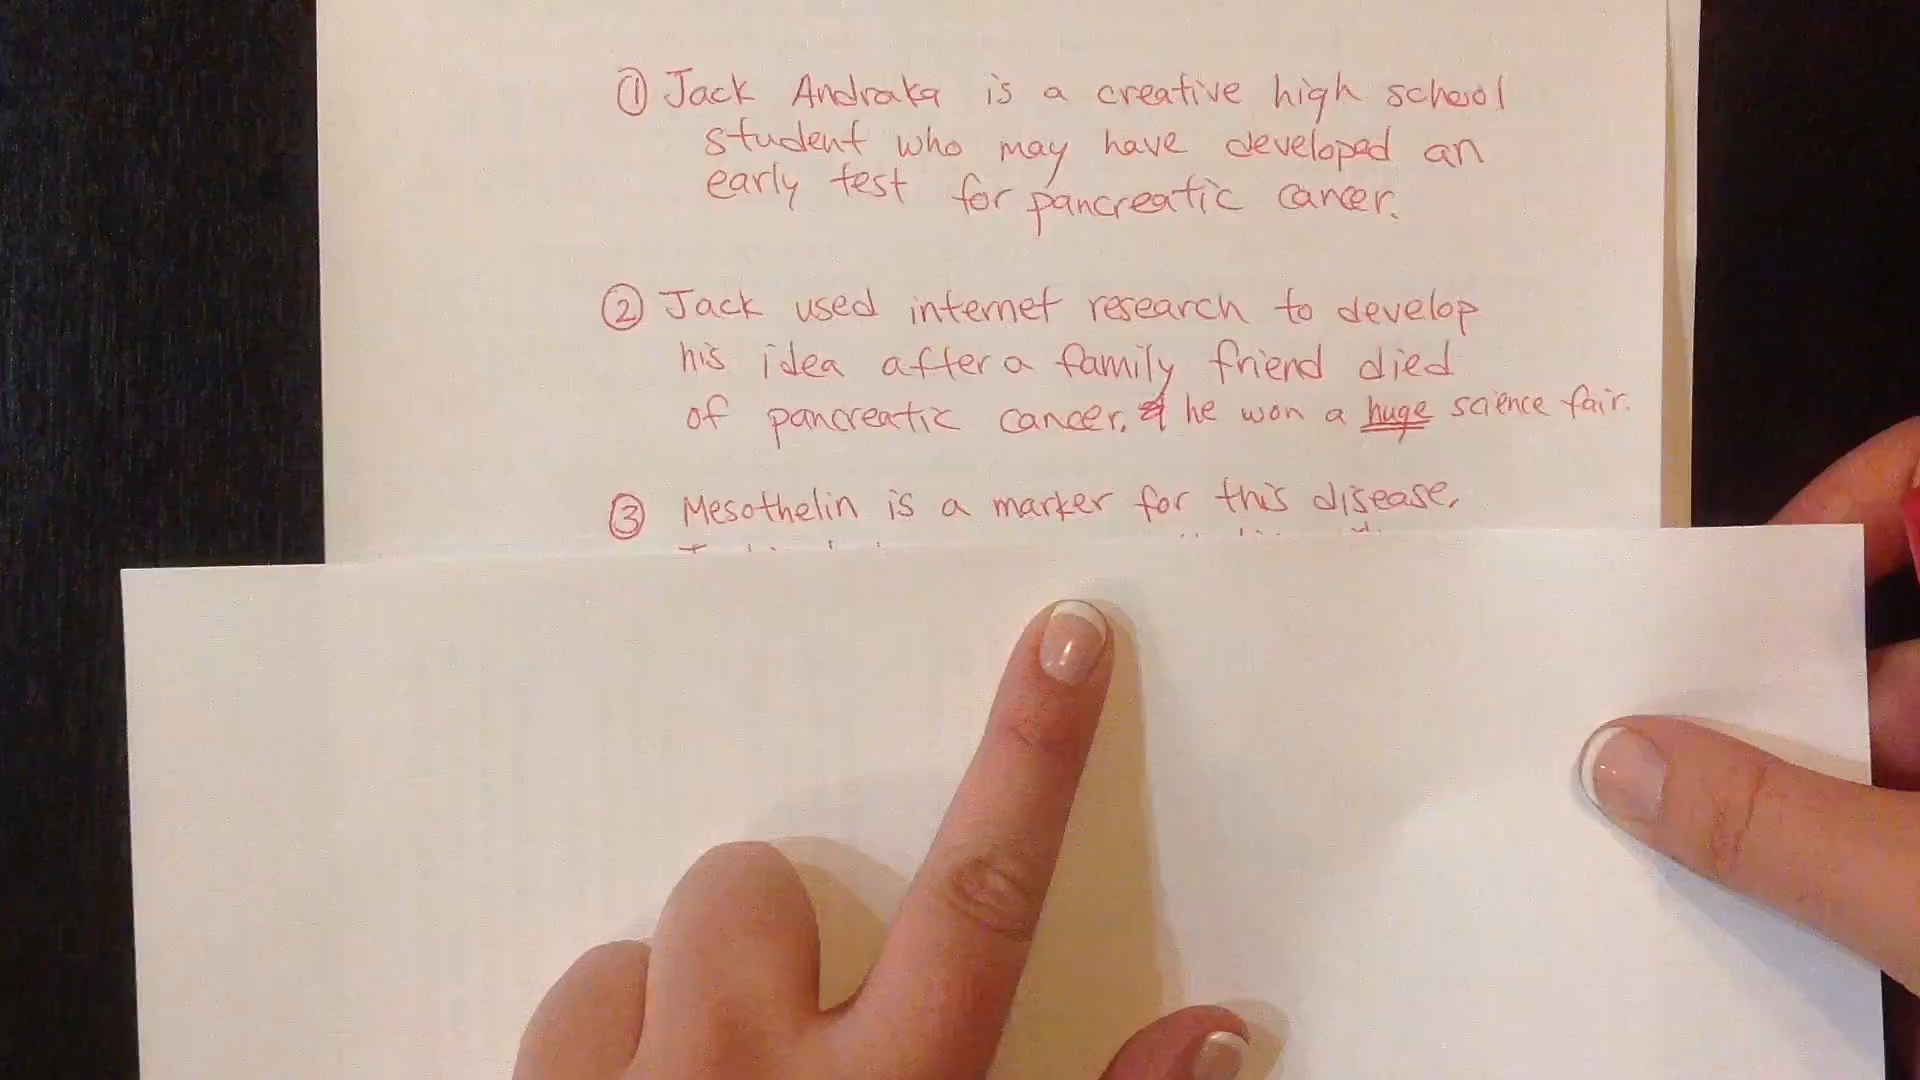 ① Jack Andraka is a creative high school
student who may have developed an
early test for pancreatic cancer.
② Jack used internet research to develop
his idea after a family friend died
of pancreatic cancer. & he won a huge science fair.
③ Mesothelin is a marker for this disease.